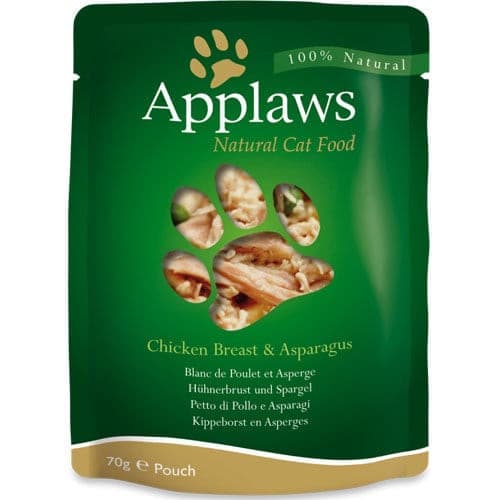 100% Natural
Applaws
Natural Cat Food
Chicken Breast & Asparagus
Blanc de Poulet et Asperge
Hühnerbrust und Spargel
Petto di Pollo e Asparagi
Kippeborst en Asperges
70g ℮ Pouch